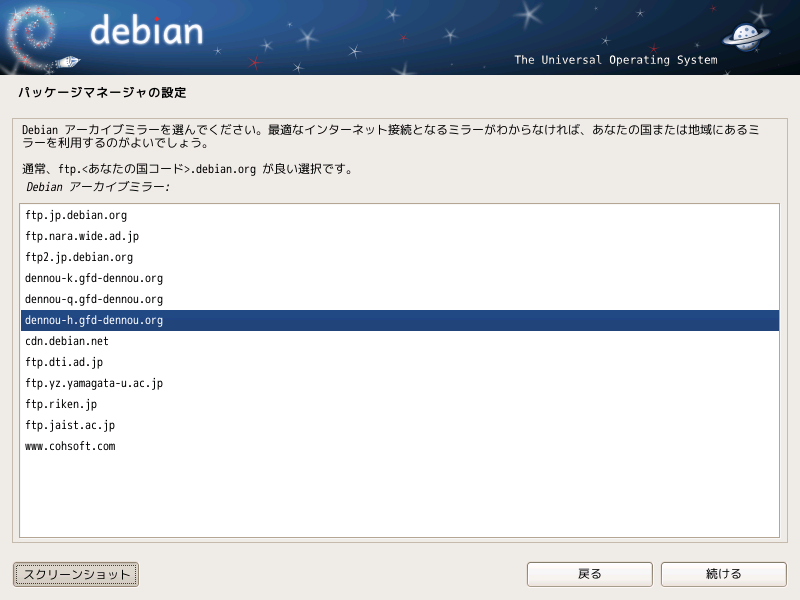 debian
The Universal Operating System
パッケージマネージャの設定
Debian アーカイブミラーを選んでください。最適なインターネット接続となるミラーがわからなければ、あなたの国または地域にあるミ
ラーを利用するのがよいでしょう。
通常、ftp.<あなたの国コード>.debian.org が良い選択です。
Debian アーカイブミラー:
ftp.jp.debian.org
ftp.nara.wide.ad.jp
ftp2.jp.debian.org
dennou-k.gfd-dennou.org
dennou-q.gfd-dennou.org
dennou-h.gfd-dennou.org
cdn.debian.net
ftp.dti.ad.jp
ftp.yz.yamagata-u.ac.jp
ftp.riken.jp
ftp.jaist.ac.jp
www.cohsoft.com
スクリーンショット
戻る
続ける